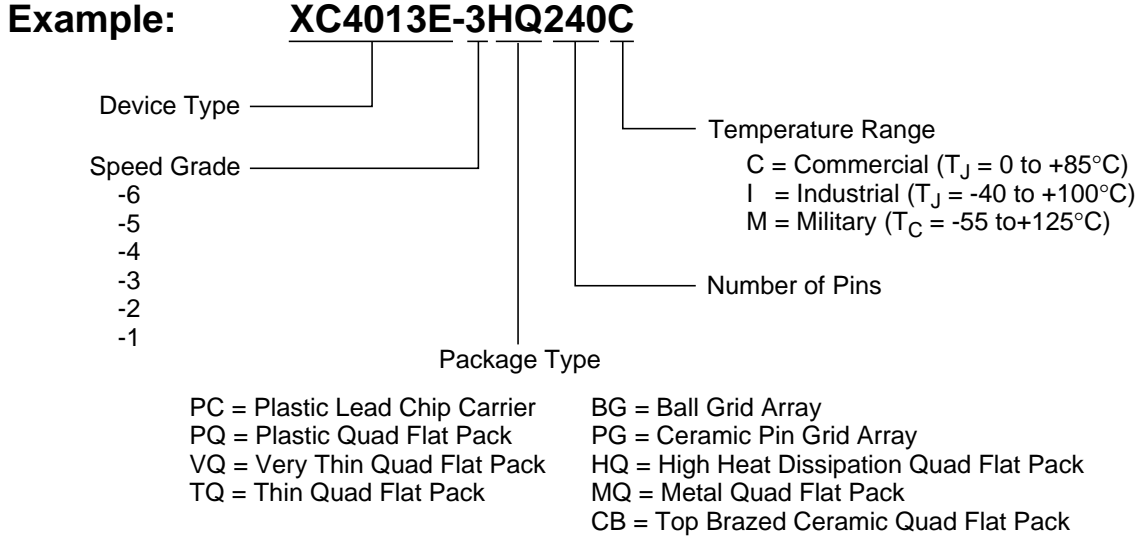 Example: XC4013E-3HQ240C
Device Type
Speed Grade
-6
-5
-4
-3
-2
-1
Temperature Range
C = Commercial (TJ = 0 to +85°C)
I = Industrial (TJ = -40 to +100°C)
M = Military (TC = -55 to+125°C)
Number of Pins
Package Type
PC = Plastic Lead Chip Carrier
PQ = Plastic Quad Flat Pack
VQ = Very Thin Quad Flat Pack
TQ = Thin Quad Flat Pack
BG = Ball Grid Array
PG = Ceramic Pin Grid Array
HQ = High Heat Dissipation Quad Flat Pack
MQ = Metal Quad Flat Pack
CB = Top Brazed Ceramic Quad Flat Pack